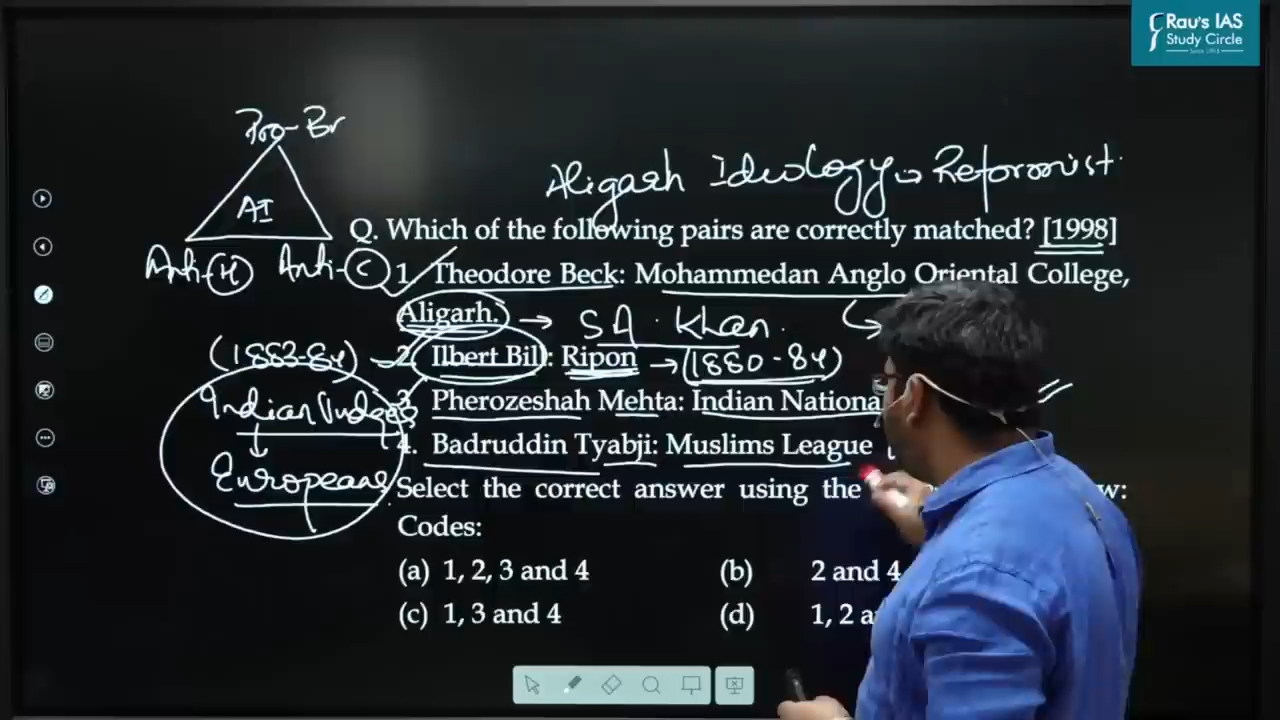 Rau's IAS
Study Circle
Pro-Br
Aligarh Ideology → Reformist
AI
Q. Which of the following pairs are correctly matched? [1998]
Anti-H Anti-C
1. Theodore Beck: Mohammedan Anglo Oriental College,
Aligarh. → SA. Khan.
(1883-84)
2. Ilbert Bill: Ripon → (1880-84)
Indian Judges
3. Pherozeshah Mehta: Indian Nationa
4. Badruddin Tyabji: Muslims League
Europeans
Select the correct answer using the w:
Codes:
(a) 1, 2, 3 and 4 (b) 2 and 4
(c) 1, 3 and 4 (d) 1, 2 a